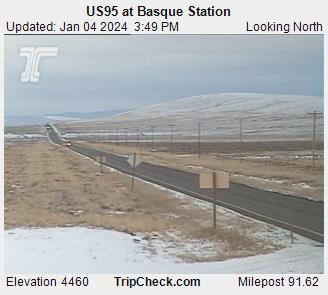 US95 at Basque Station
Updated: Jan 04 2024 3:49 PM Looking North
Elevation 4460 TripCheck.com Milepost 91.62